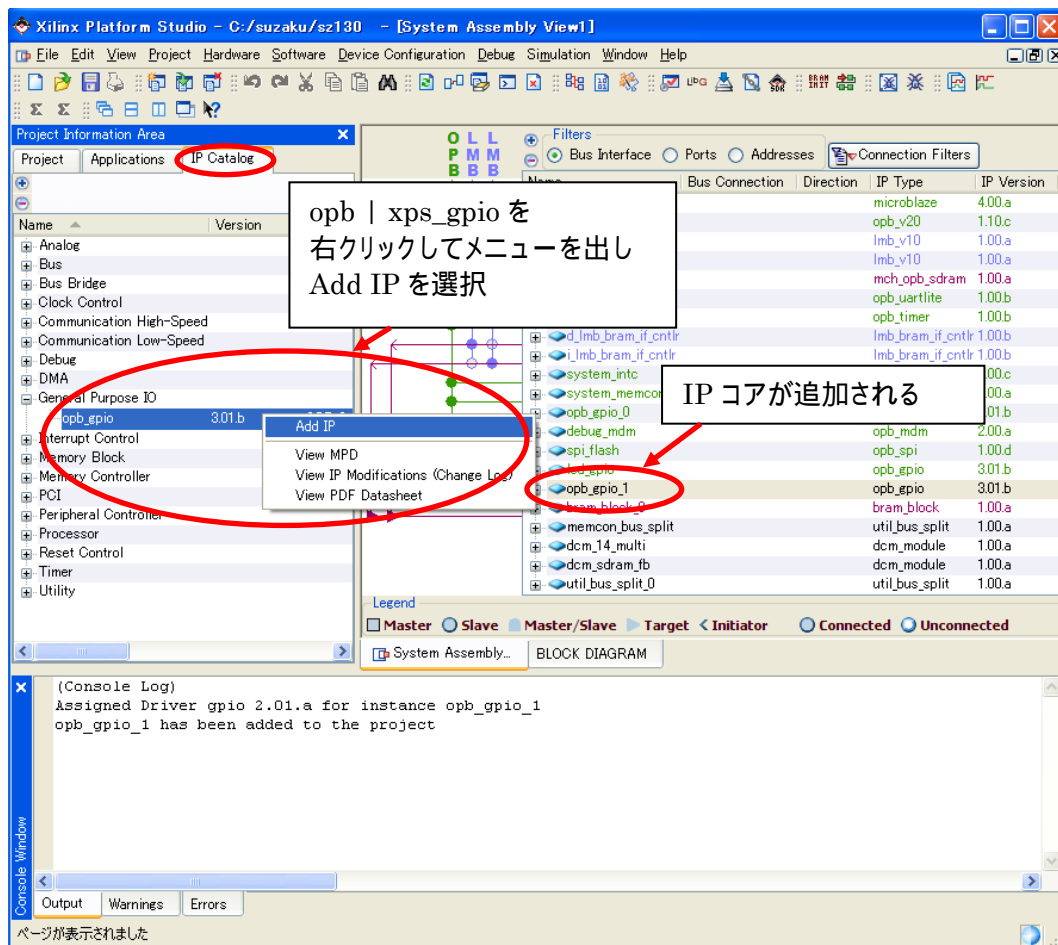 Xilinx Platform Studio - C:/suzaku/sz130 - [System Assembly View1]
File Edit View Project Hardware Software Device Configuration Debug Simulation Window Help
Project Information Area
Project Applications IP Catalog
Name Version
Analog
Bus
Bus Bridge
Clock Control
Communication High-Speed
Communication Low-Speed
Debug
DMA
General Purpose IO
opb_gpio 3.01.b
Interrupt Control
Memory Block
Memory Controller
PCI
Peripheral Controller
Processor
Reset Control
Timer
Utility
opb | xps_gpio を
右クリックしてメニューを出し
Add IP を選択
Add IP
View MPD
View IP Modifications (Change Log)
View PDF Datasheet
O L L
P M M
B B B
Filters
Bus Interface Ports Addresses Connection Filters
Name Bus Connection Direction IP Type IP Version
microblaze 4.00.a
opb_v20 1.10.c
lmb_v10 1.00.a
lmb_v10 1.00.a
mch_opb_sdram 1.00.a
opb_uartlite 1.00.b
opb_timer 1.00.b
d_lmb_bram_if_cntlr lmb_bram_if_cntlr 1.00.b
i_lmb_bram_if_cntlr lmb_bram_if_cntlr 1.00.b
system_intc
system_memcon
opb_gpio_0
debug_mdm opb_mdm 2.00.a
spi_flash opb_spi 1.00.d
led_gpio opb_gpio 3.01.b
opb_gpio_1 opb_gpio 3.01.b
bram_block_0 bram_block 1.00.a
memcon_bus_split util_bus_split 1.00.a
dcm_14_multi dcm_module 1.00.a
dcm_sdram_fb dcm_module 1.00.a
util_bus_split_0 util_bus_split 1.00.a
IP コアが追加される
Legend
Master Slave Master/Slave Target Initiator Connected Unconnected
System Assembly... BLOCK DIAGRAM
(Console Log)
Assigned Driver gpio 2.01.a for instance opb_gpio_1
opb_gpio_1 has been added to the project
Console Window
Output Warnings Errors
ページが表示されました